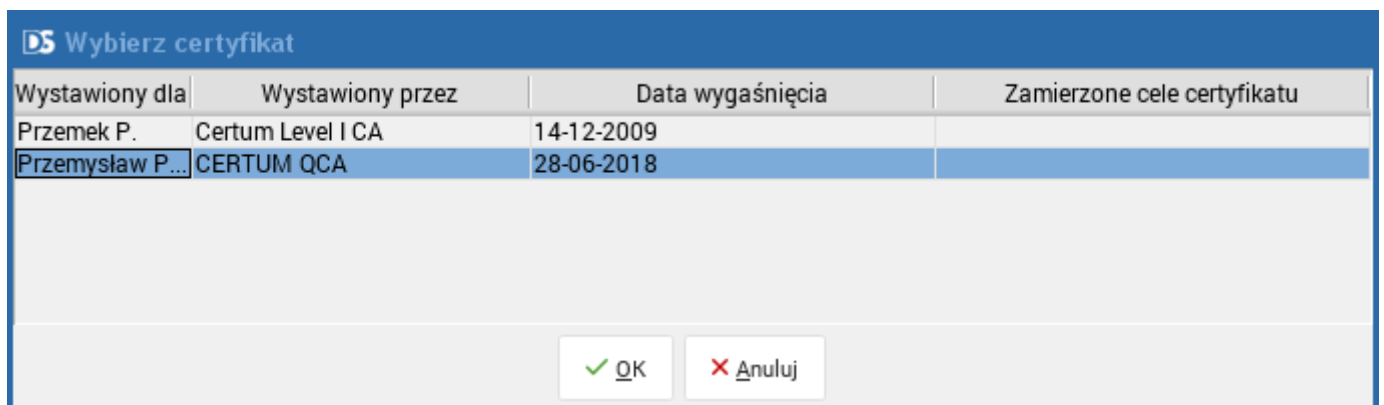 DS Wybierz certyfikat
Wystawiony dla Wystawiony przez Data wygaśnięcia Zamierzone cele certyfikatu
Przemek P. Certum Level I CA 14-12-2009
Przemysław P... CERTUM QCA 28-06-2018
OK Anuluj